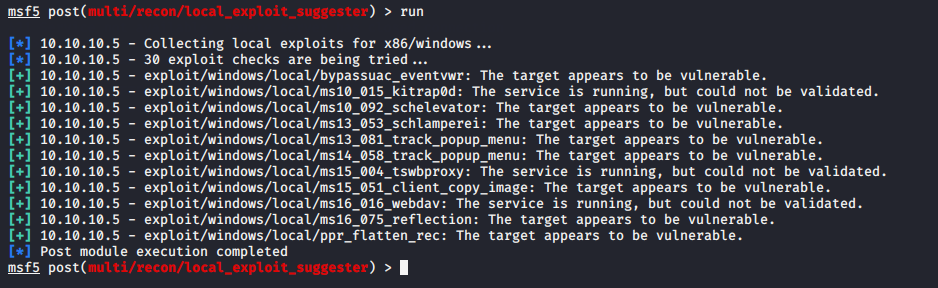 msf5 post(multi/recon/local_exploit_suggester) > run
[*] 10.10.10.5 - Collecting local exploits for x86/windows...
[*] 10.10.10.5 - 30 exploit checks are being tried...
[+] 10.10.10.5 - exploit/windows/local/bypassuac_eventvwr: The target appears to be vulnerable.
[+] 10.10.10.5 - exploit/windows/local/ms10_015_kitrap0d: The service is running, but could not be validated.
[+] 10.10.10.5 - exploit/windows/local/ms10_092_schelevator: The target appears to be vulnerable.
[+] 10.10.10.5 - exploit/windows/local/ms13_053_schlamperei: The target appears to be vulnerable.
[+] 10.10.10.5 - exploit/windows/local/ms13_081_track_popup_menu: The target appears to be vulnerable.
[+] 10.10.10.5 - exploit/windows/local/ms14_058_track_popup_menu: The target appears to be vulnerable.
[+] 10.10.10.5 - exploit/windows/local/ms15_004_tswbproxy: The service is running, but could not be validated.
[+] 10.10.10.5 - exploit/windows/local/ms15_051_client_copy_image: The target appears to be vulnerable.
[+] 10.10.10.5 - exploit/windows/local/ms16_016_webdav: The service is running, but could not be validated.
[+] 10.10.10.5 - exploit/windows/local/ms16_075_reflection: The target appears to be vulnerable.
[+] 10.10.10.5 - exploit/windows/local/ppr_flatten_rec: The target appears to be vulnerable.
[*] Post module execution completed
msf5 post(multi/recon/local_exploit_suggester) >